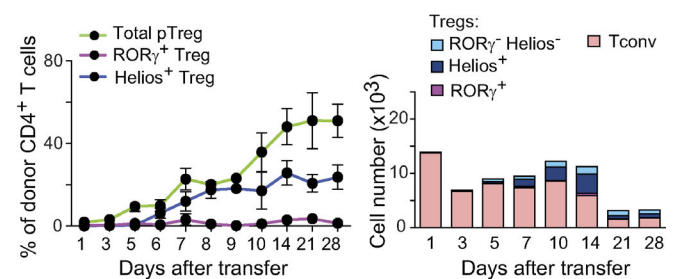 Total pTreg
RORγ+ Treg
Helios+ Treg
% of donor CD4+ T cells
80
40
0
1 3 5 6 7 8 9 10 14 21 28
Days after transfer
Tregs:
RORγ- Helios-
Helios+
RORγ+
Tconv
Cell number (x10³)
20
10
0
1 3 5 7 10 14 21 28
Days after transfer